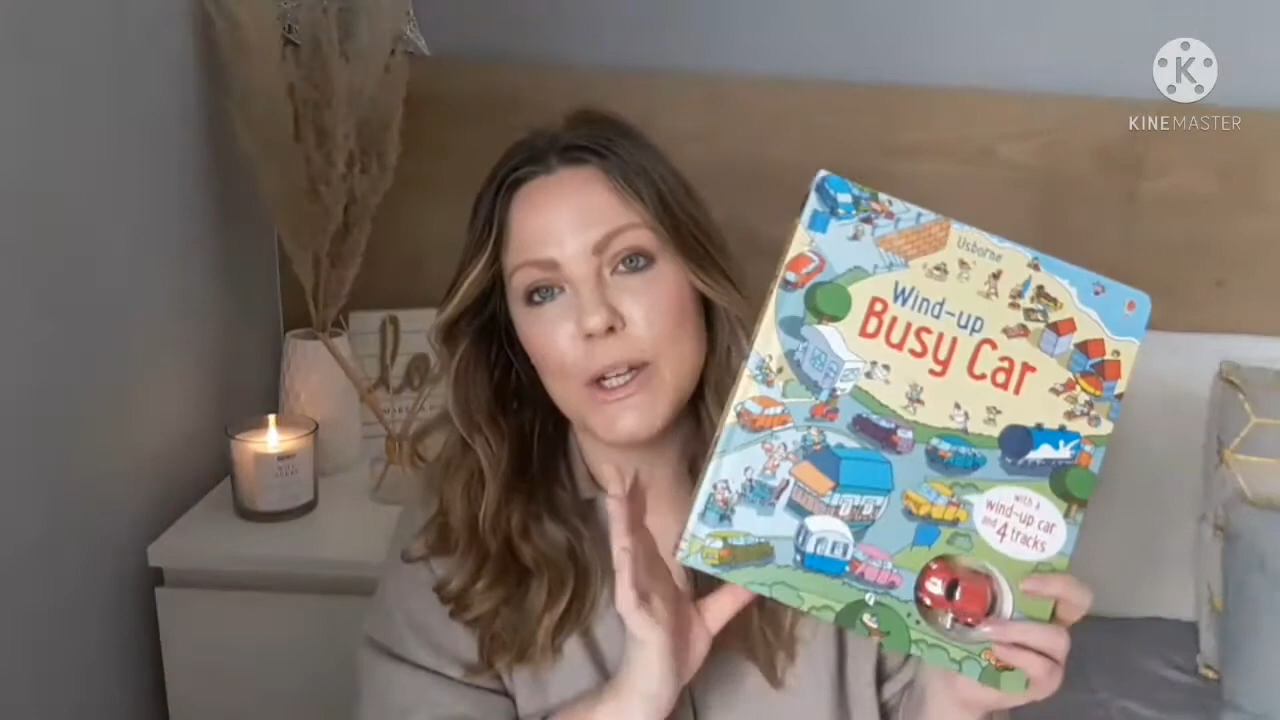 KINEMASTER
Usborne
Wind-up
Busy Car
with a
wind-up car
and 4 tracks